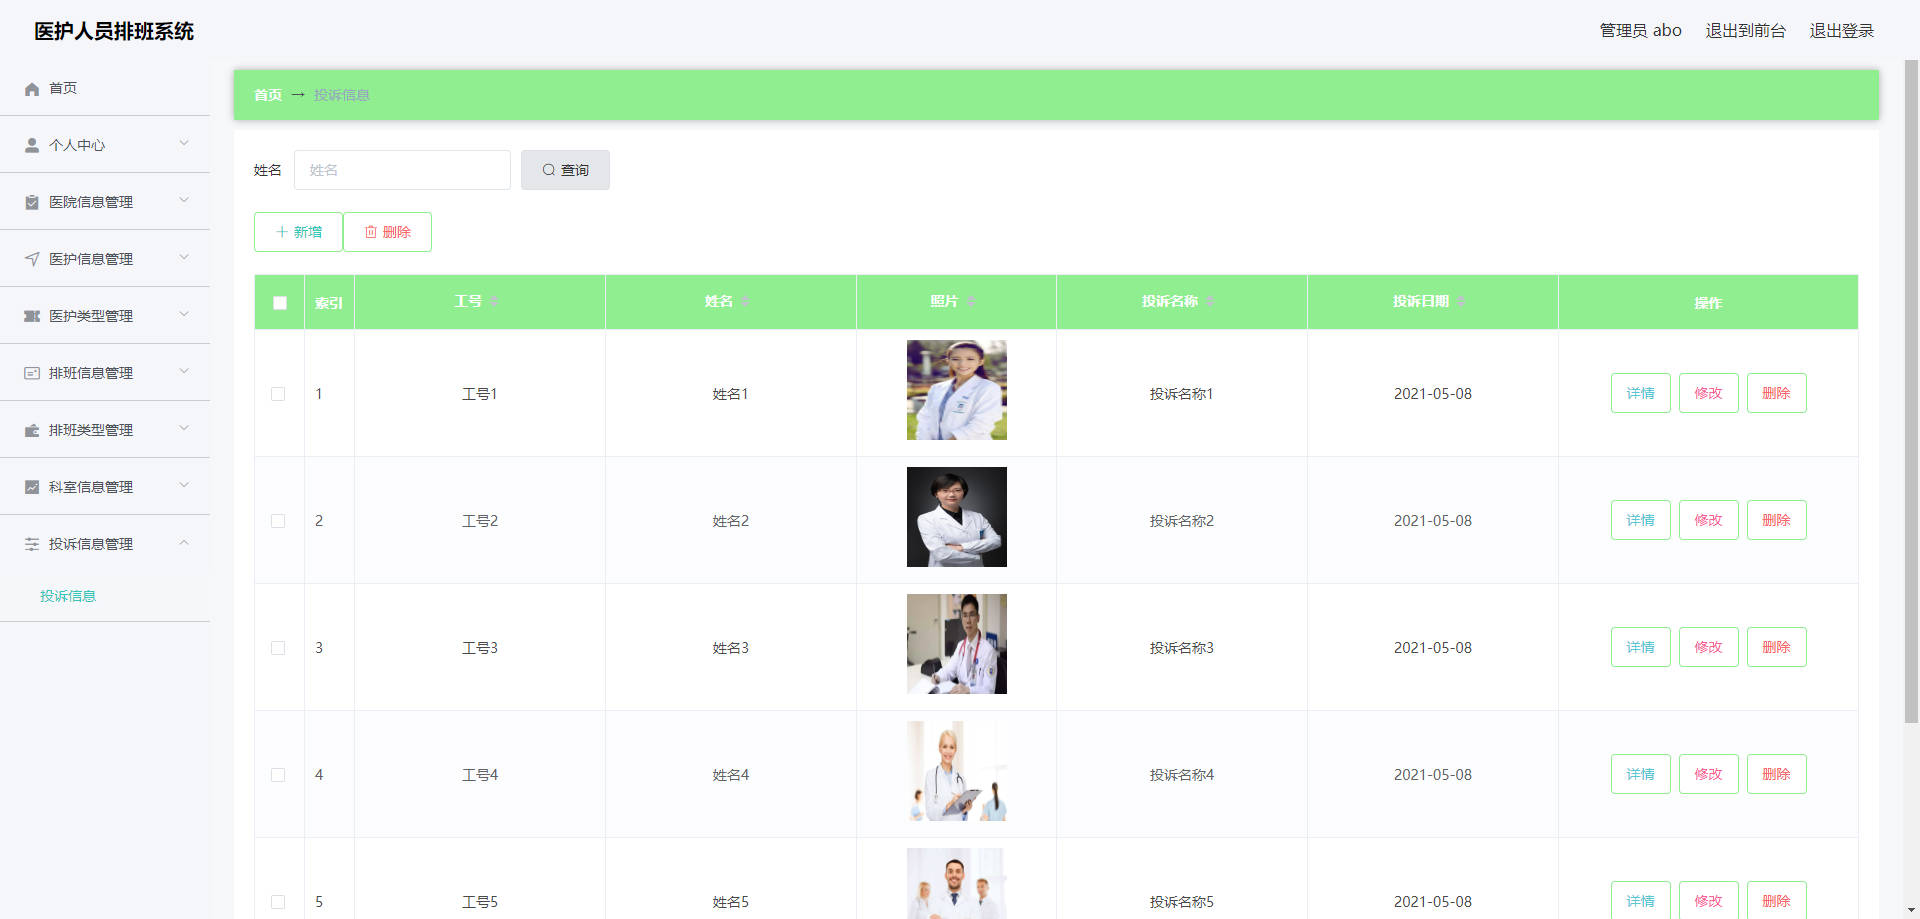 医护人员排班系统
管理员 abo 退出到前台 退出登录
首页
个人中心
医院信息管理
医护信息管理
医护类型管理
排班信息管理
排班类型管理
科室信息管理
投诉信息管理
投诉信息
首页 → 投诉信息
姓名 姓名 查询
新增 删除
索引 工号 姓名 照片 投诉名称 投诉日期 操作
1 工号1 姓名1 投诉名称1 2021-05-08 详情 修改 删除
2 工号2 姓名2 投诉名称2 2021-05-08 详情 修改 删除
3 工号3 姓名3 投诉名称3 2021-05-08 详情 修改 删除
4 工号4 姓名4 投诉名称4 2021-05-08 详情 修改 删除
5 工号5 姓名5 投诉名称5 2021-05-08 详情 修改 删除